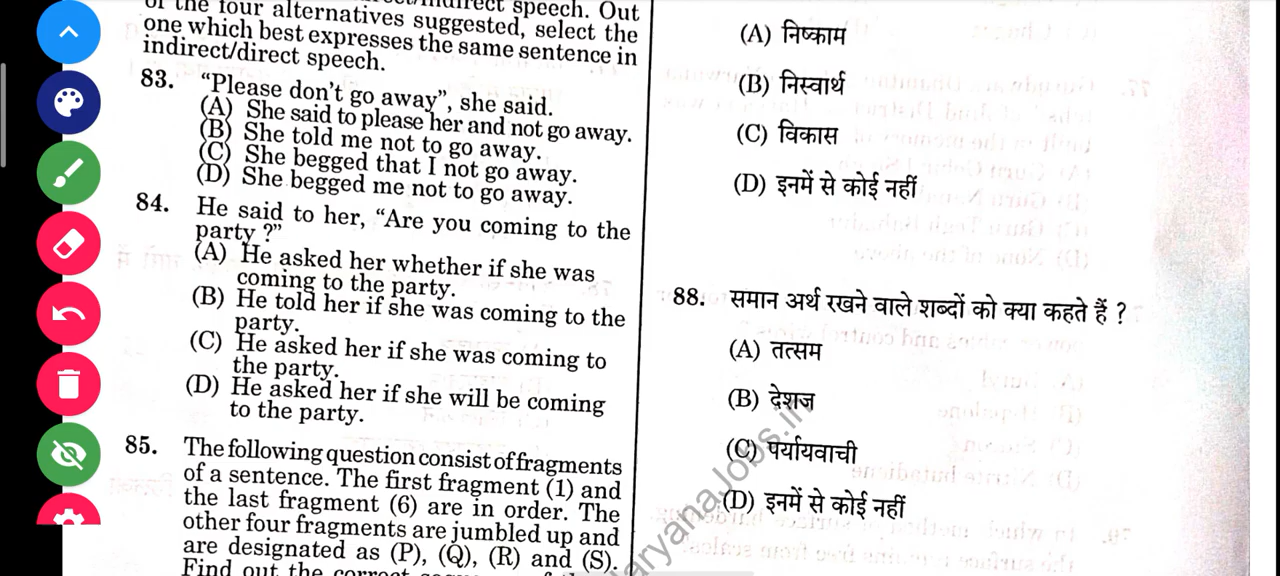 of the four alternatives suggested, select the
one which best expresses the same sentence in
indirect/direct speech.
83. “Please don't go away”, she said.
(A) She said to please her and not go away.
(B) She told me not to go away.
(C) She begged that I not go away.
(D) She begged me not to go away.
84. He said to her, “Are you coming to the
party ?”
(A) He asked her whether if she was
coming to the party.
(B) He told her if she was coming to the
party.
(C) He asked her if she was coming to
the party.
(D) He asked her if she will be coming
to the party.
85. The following question consist of fragments
of a sentence. The first fragment (1) and
the last fragment (6) are in order. The
other four fragments are jumbled up and
are designated as (P), (Q), (R) and (S).
Find out the
(A) निष्काम
(B) निस्वार्थ
(C) विकास
(D) इनमें से कोई नहीं
88. समान अर्थ रखने वाले शब्दों को क्या कहते हैं ?
(A) तत्सम
(B) देशज
(C) पर्यायवाची
(D) इनमें से कोई नहीं
aryanaJobs.in